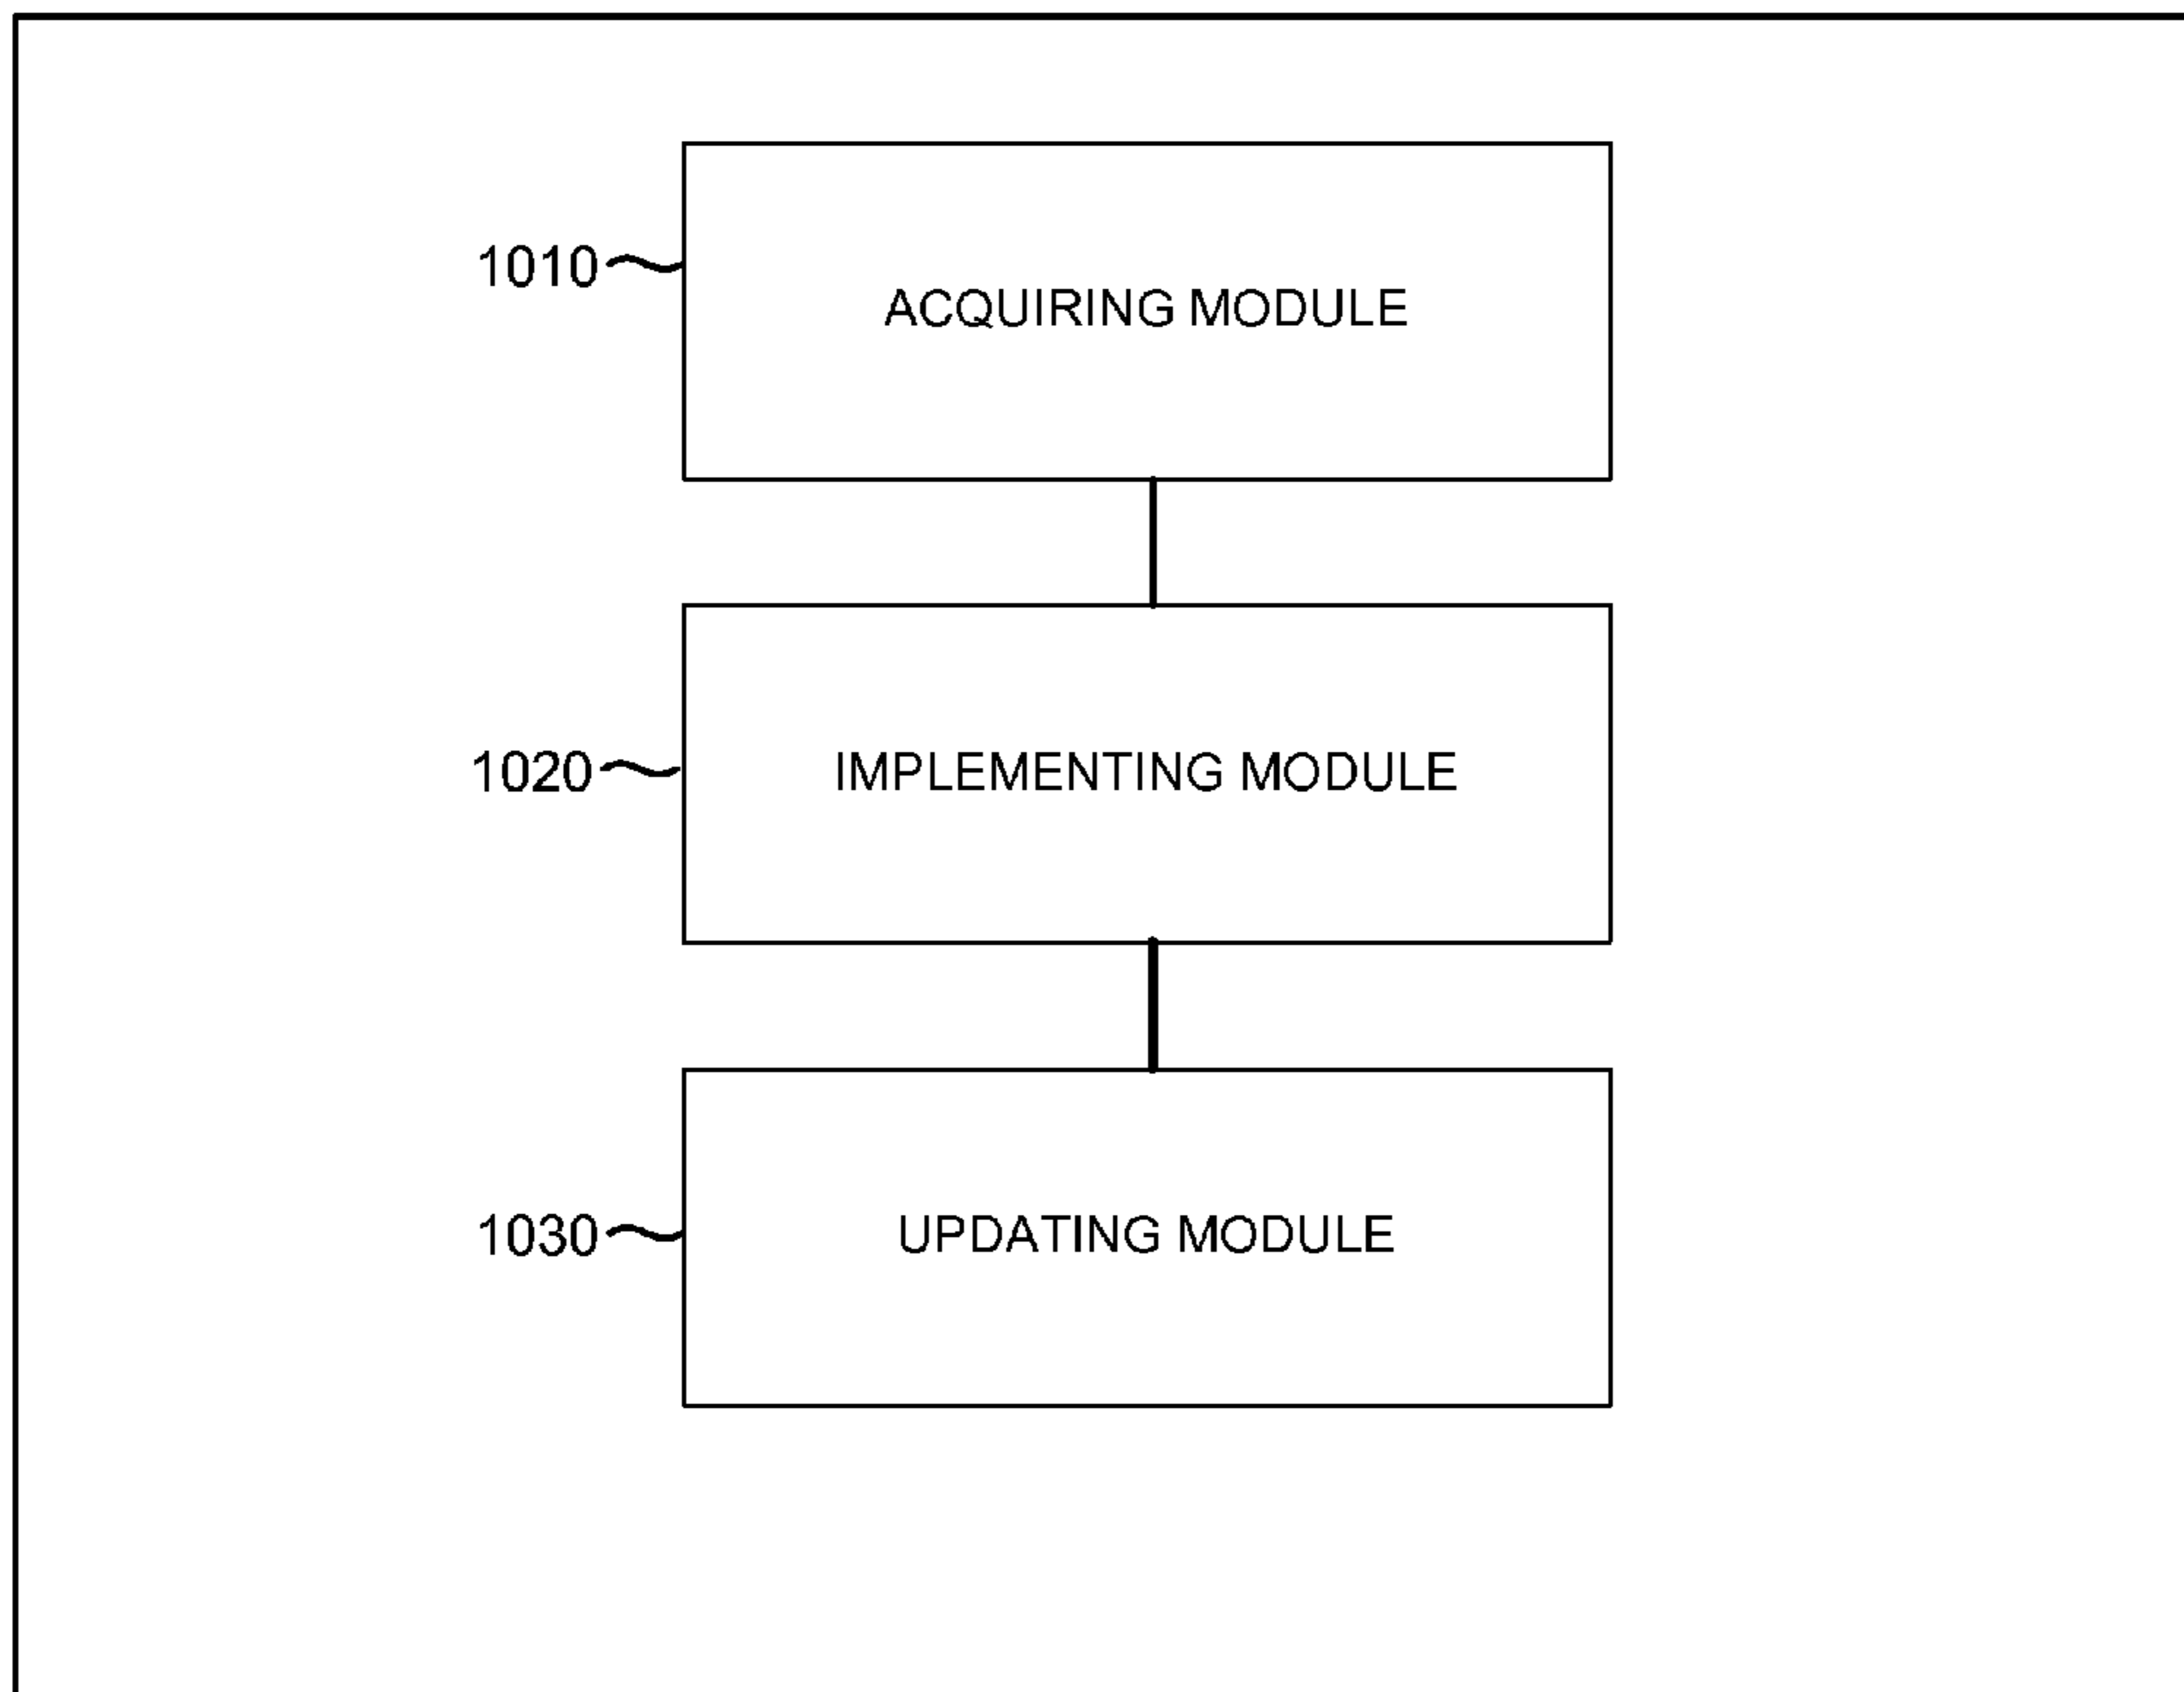 1010
ACQUIRING MODULE
1020
IMPLEMENTING MODULE
1030
UPDATING MODULE